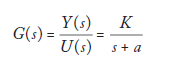 G(s) = Y(s)/U(s) = K/(s + a)